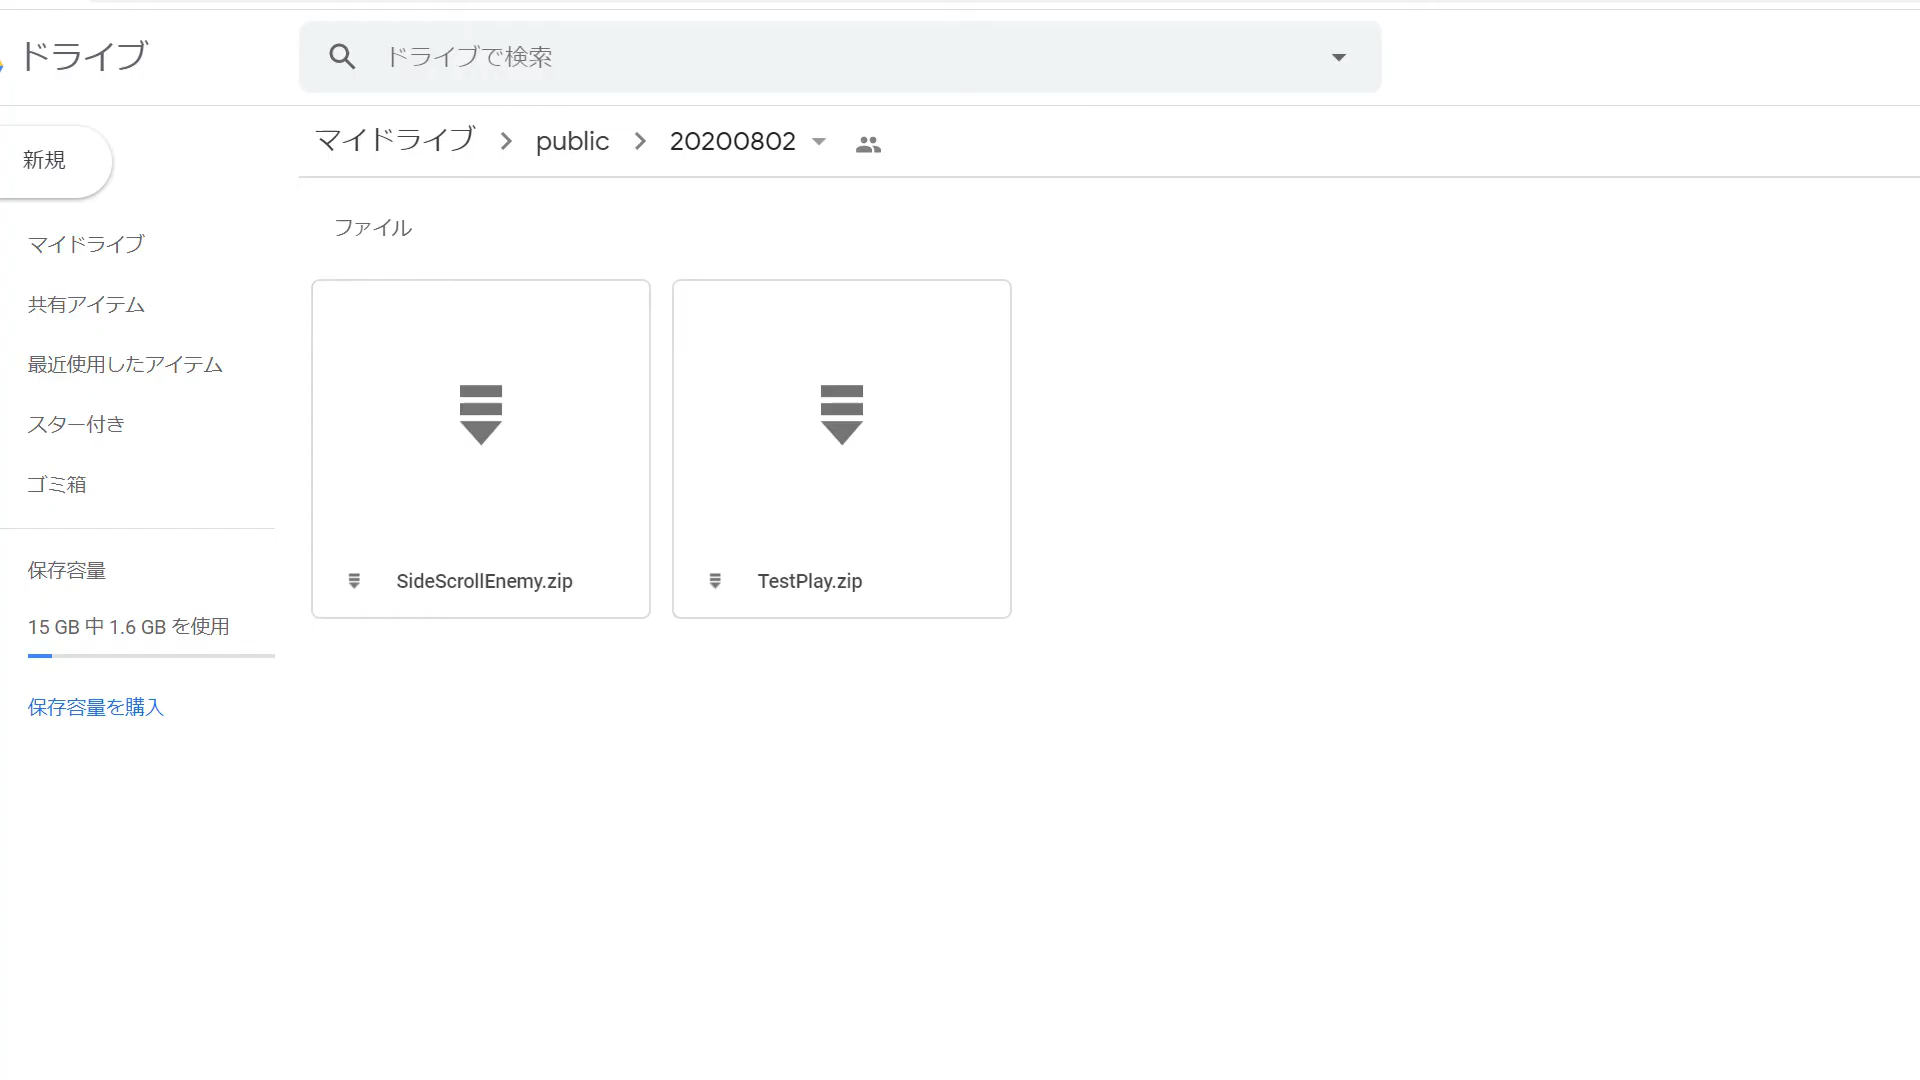 ドライブ
ドライブで検索
新規
マイドライブ
public
20200802
マイドライブ
共有アイテム
最近使用したアイテム
スター付き
ゴミ箱
保存容量
15 GB 中 1.6 GB を使用
保存容量を購入
ファイル
SideScrollEnemy.zip
TestPlay.zip